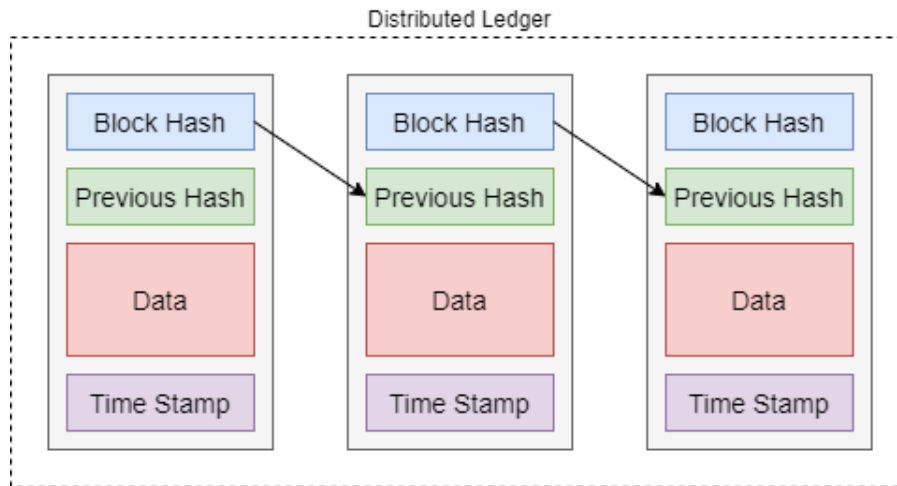 Distributed Ledger
Block Hash
Previous Hash
Data
Time Stamp
Block Hash
Previous Hash
Data
Time Stamp
Block Hash
Previous Hash
Data
Time Stamp